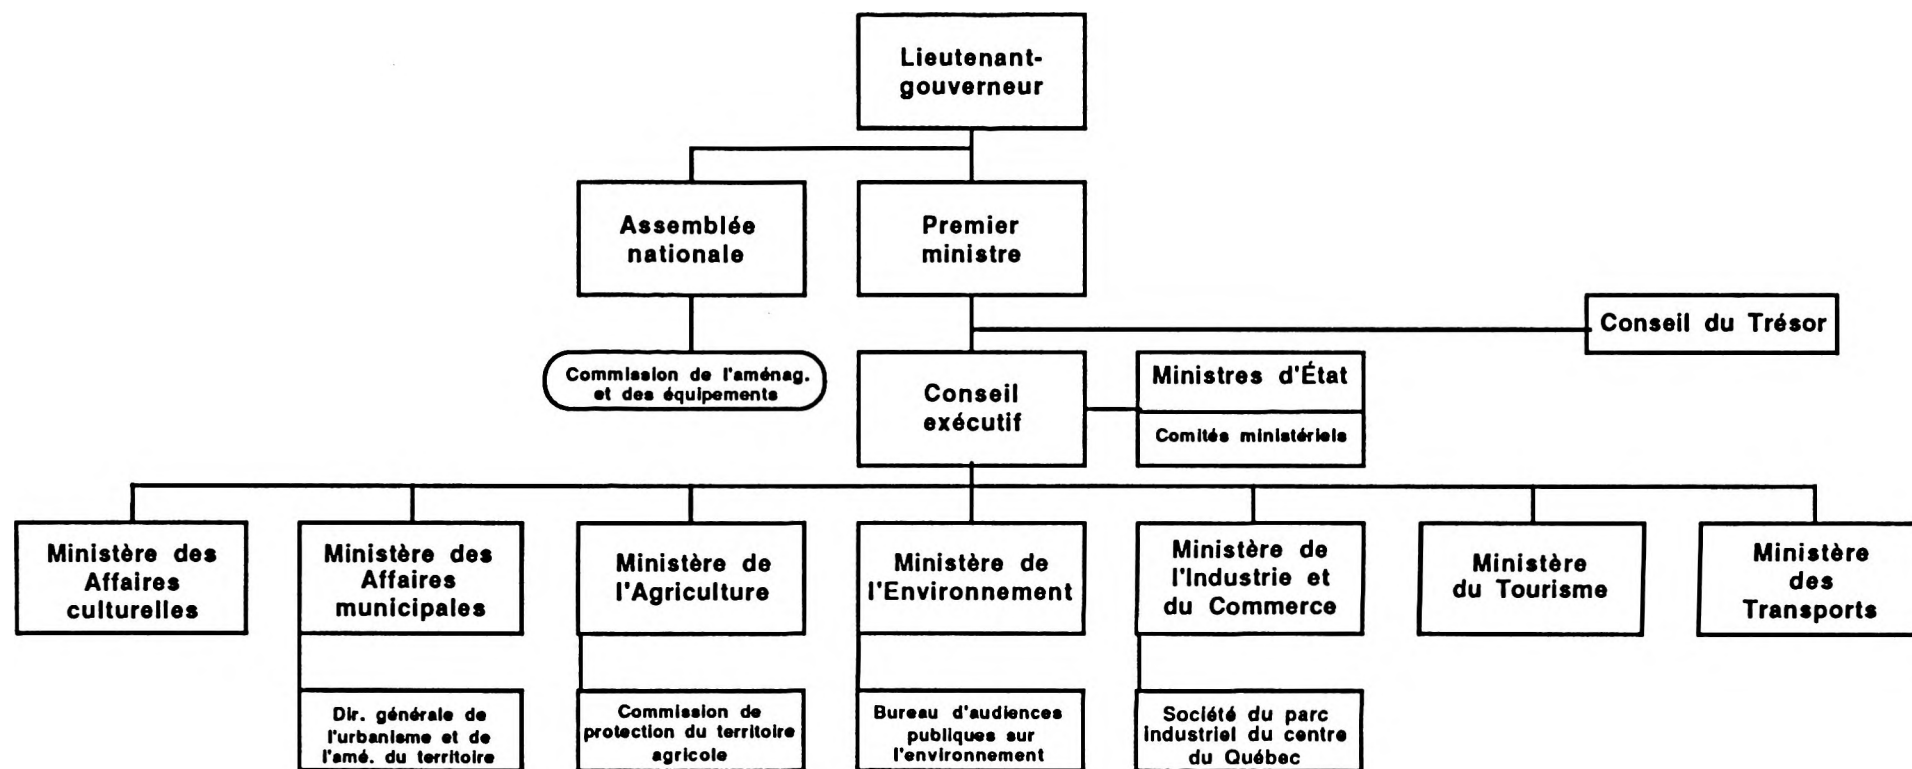 Lieutenant-
gouverneur
Assemblée
nationale
Premier
ministre
Conseil du Trésor
Commission de l'aménag.
et des équipements
Conseil
exécutif
Ministres d'État
Comités ministériels
Ministère des
Affaires
culturelles
Ministère des
Affaires
municipales
Ministère de
l'Agriculture
Ministère de
l'Environnement
Ministère de
l'Industrie et
du Commerce
Ministère
du Tourisme
Ministère
des
Transports
Dir. générale de
l'urbanisme et de
l'amé. du territoire
Commission de
protection du territoire
agricole
Bureau d'audiences
publiques sur
l'environnement
Société du parc
industriel du centre
du Québec